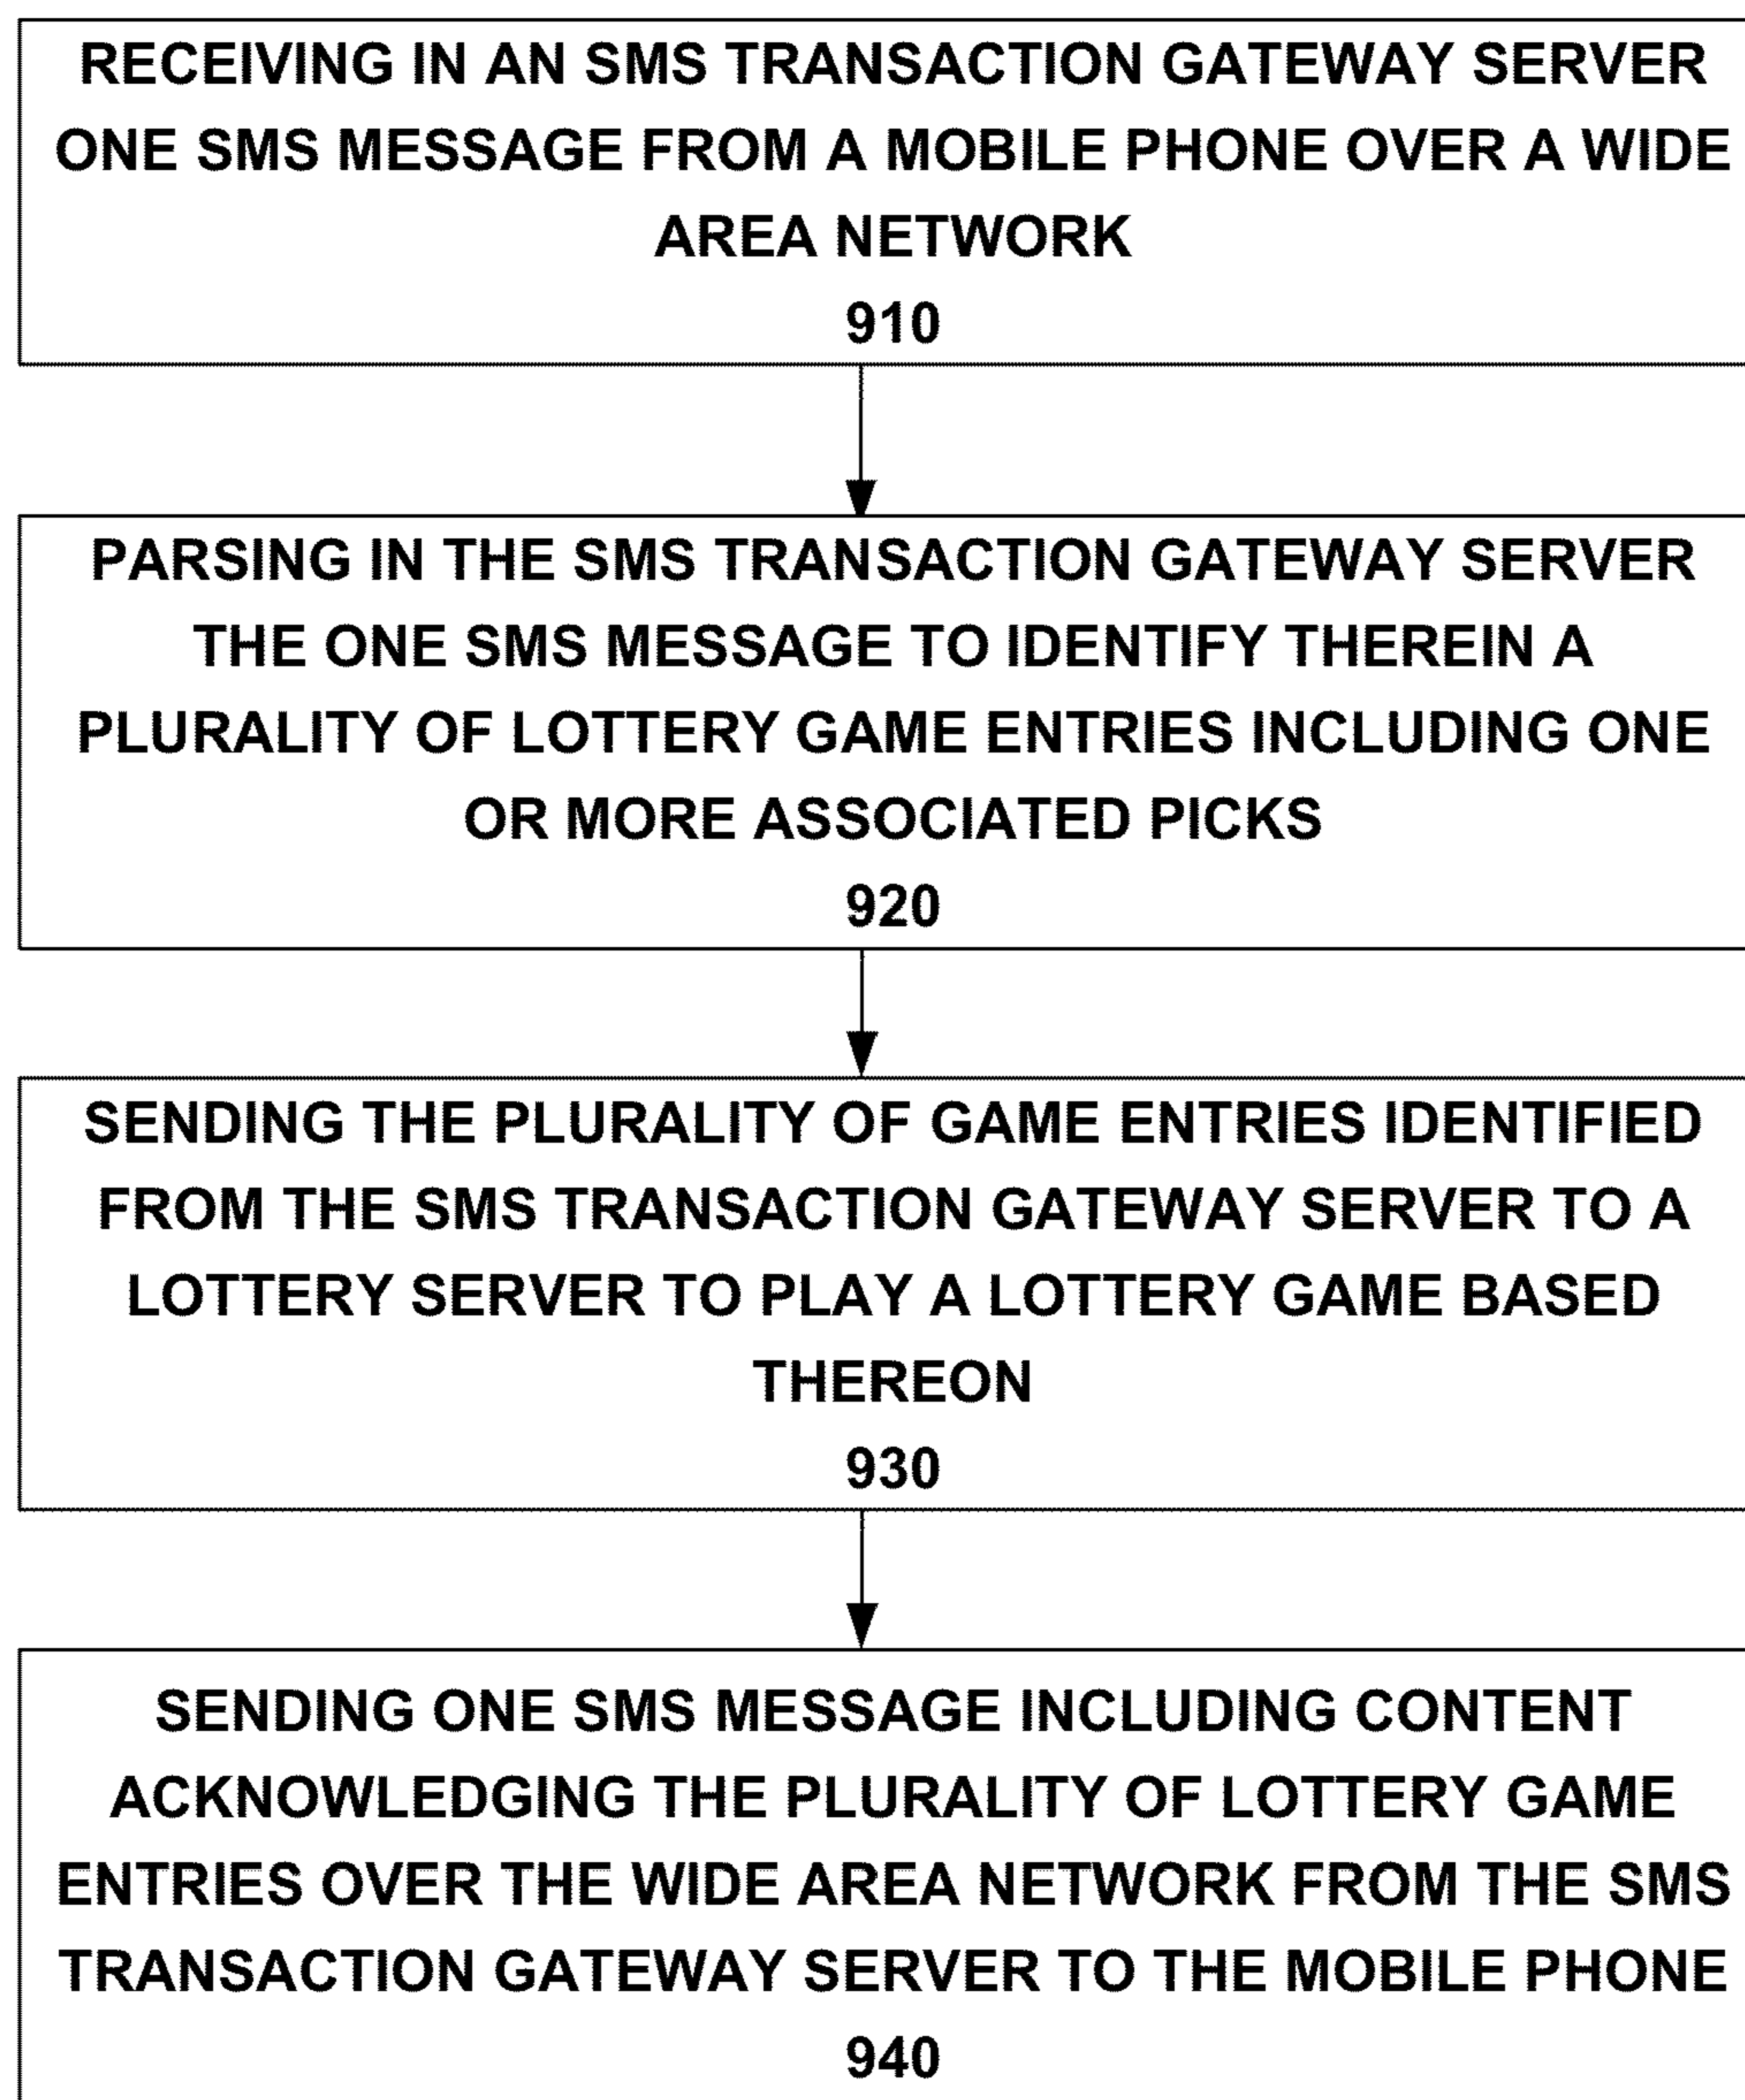 RECEIVING IN AN SMS TRANSACTION GATEWAY SERVER
ONE SMS MESSAGE FROM A MOBILE PHONE OVER A WIDE
AREA NETWORK
910
PARSING IN THE SMS TRANSACTION GATEWAY SERVER
THE ONE SMS MESSAGE TO IDENTIFY THEREIN A
PLURALITY OF LOTTERY GAME ENTRIES INCLUDING ONE
OR MORE ASSOCIATED PICKS
920
SENDING THE PLURALITY OF GAME ENTRIES IDENTIFIED
FROM THE SMS TRANSACTION GATEWAY SERVER TO A
LOTTERY SERVER TO PLAY A LOTTERY GAME BASED
THEREON
930
SENDING ONE SMS MESSAGE INCLUDING CONTENT
ACKNOWLEDGING THE PLURALITY OF LOTTERY GAME
ENTRIES OVER THE WIDE AREA NETWORK FROM THE SMS
TRANSACTION GATEWAY SERVER TO THE MOBILE PHONE
940